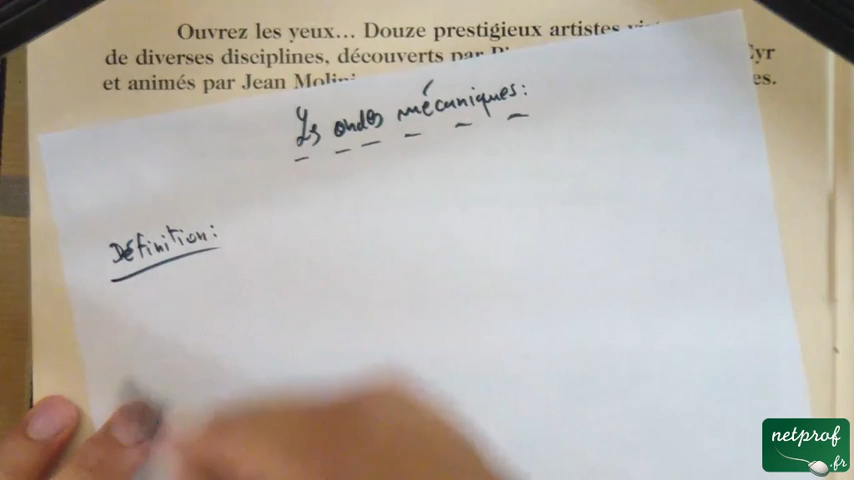 Ouvrez les yeux... Douze prestigieux artistes
de diverses disciplines, découverts par Eyr
et animés par Jean es.
Les ondes mécaniques:
Définition:
netprof
.fr